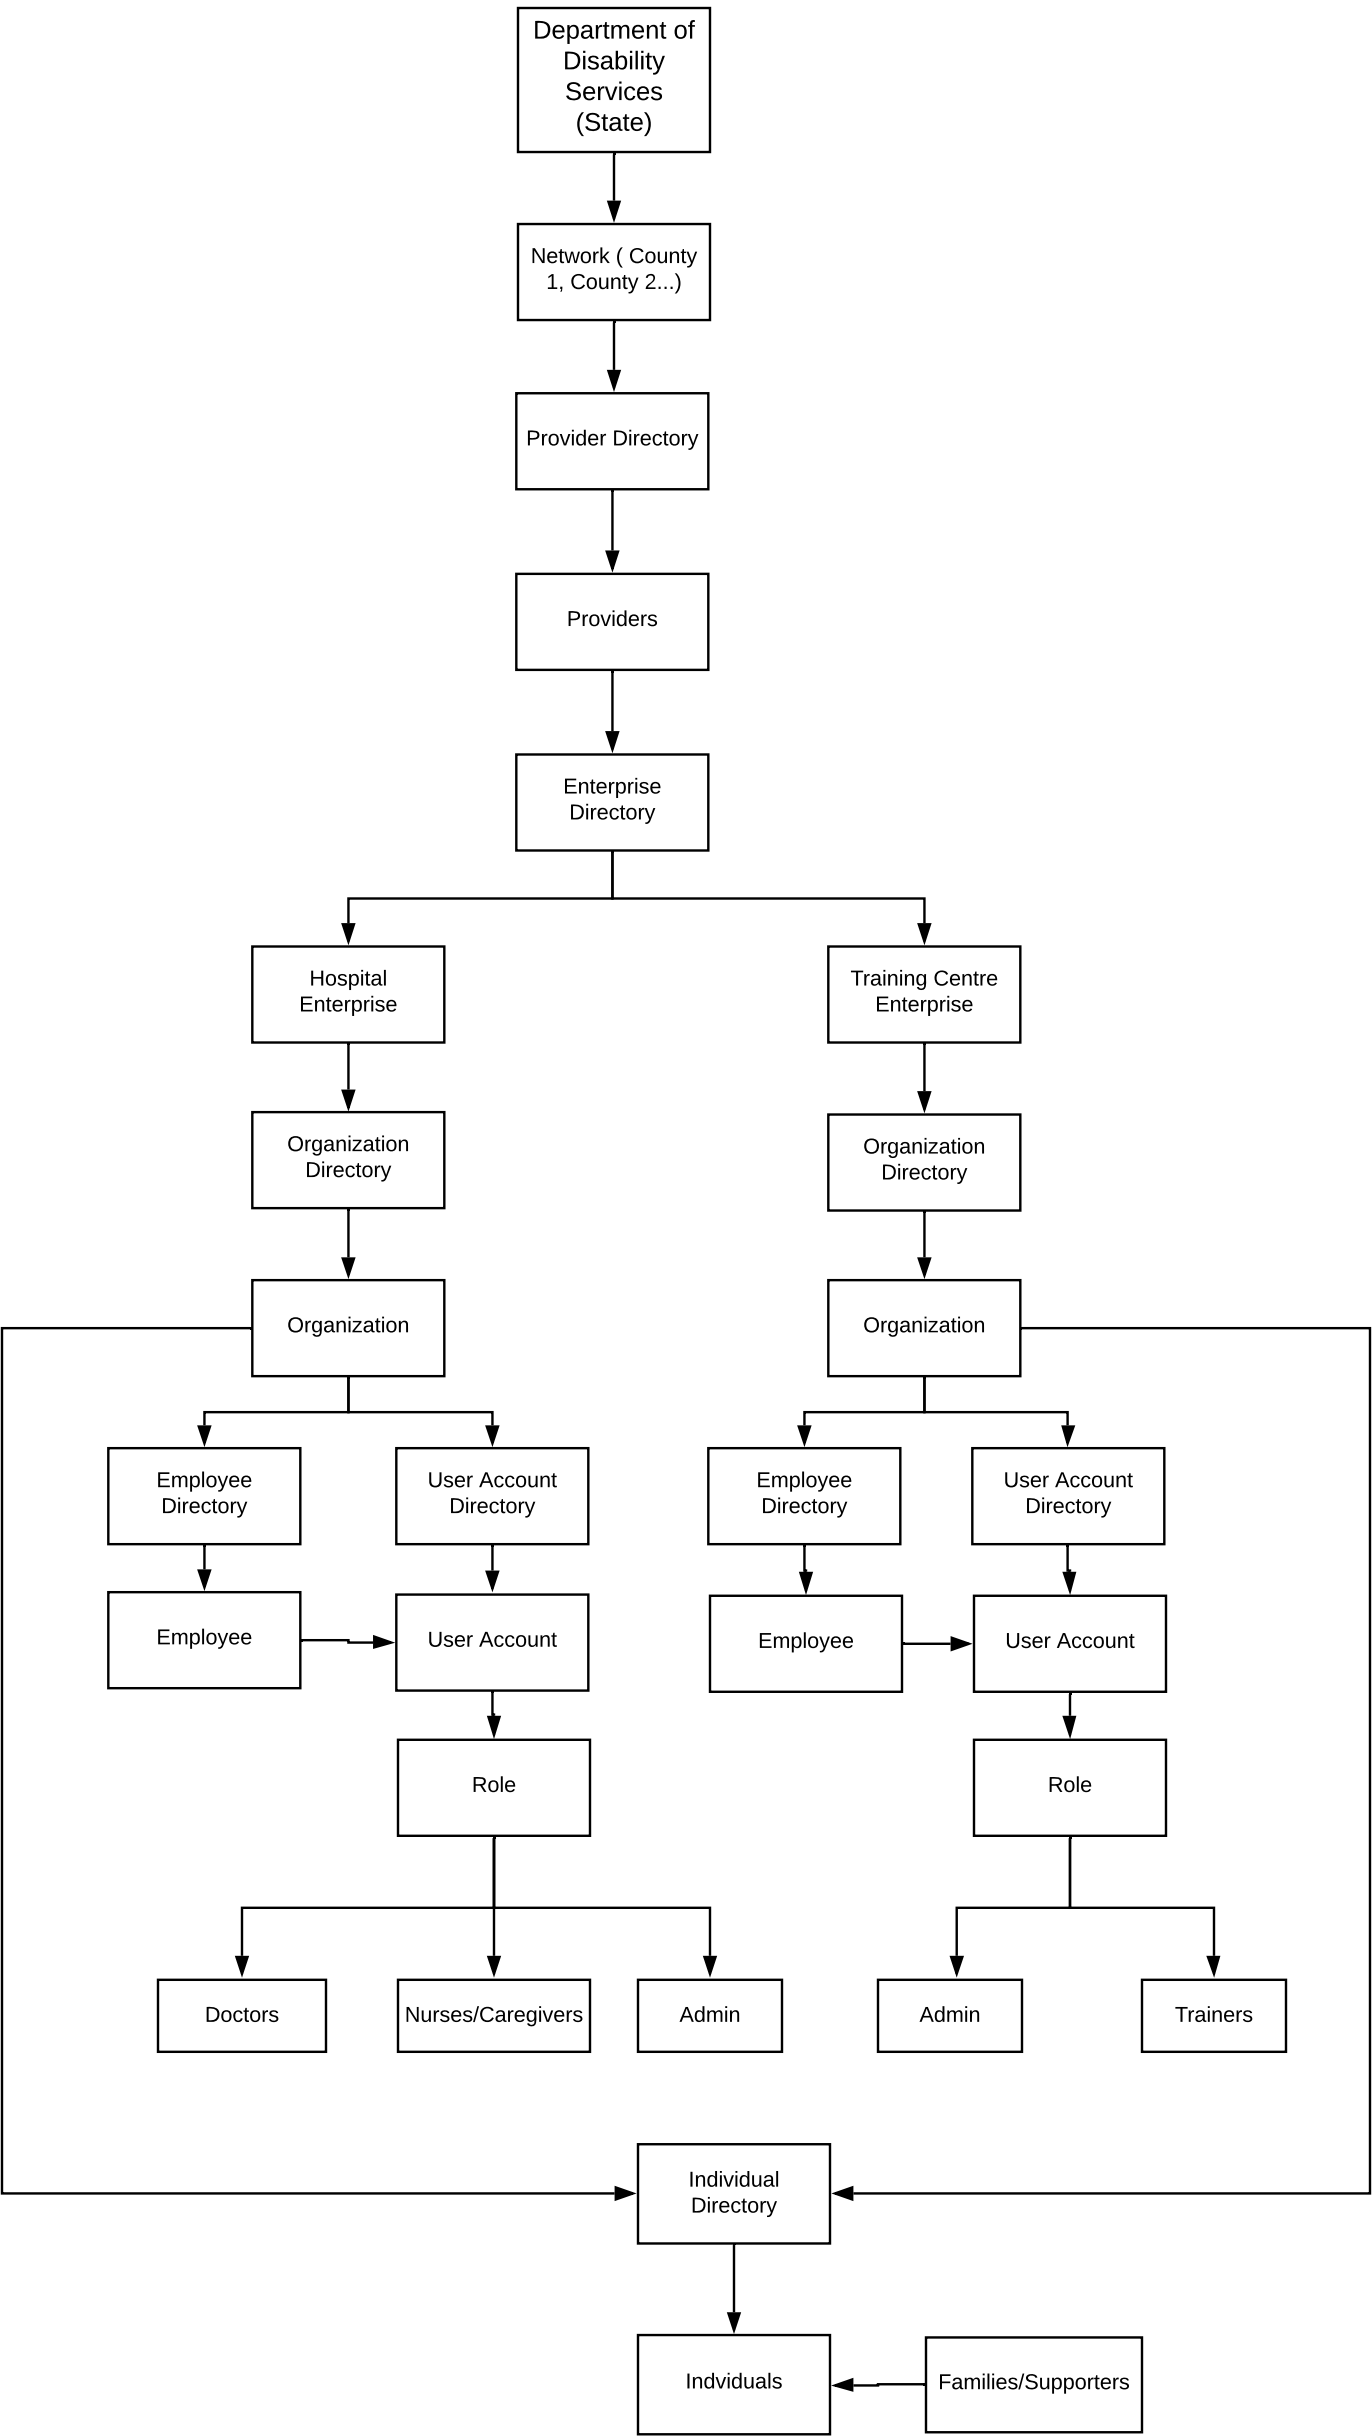 Department of
Disability
Services
(State)
Network ( County
1, County 2...)
Provider Directory
Providers
Enterprise
Directory
Hospital
Enterprise
Training Centre
Enterprise
Organization
Directory
Organization
Directory
Organization
Organization
Employee
Directory
User Account
Directory
Employee
Directory
User Account
Directory
Employee
User Account
Employee
User Account
Role
Role
Doctors
Nurses/Caregivers
Admin
Admin
Trainers
Individual
Directory
Indviduals
Families/Supporters